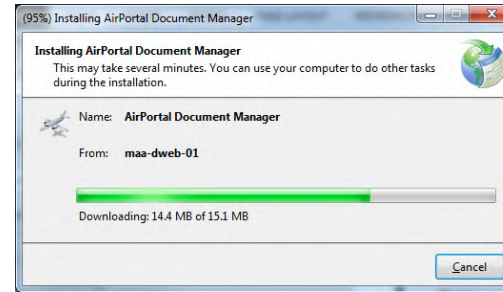 (95%) Installing AirPortal Document Manager
Installing AirPortal Document Manager
This may take several minutes. You can use your computer to do other tasks
during the installation.
Name: AirPortal Document Manager
From: maa-dweb-01
Downloading: 14.4 MB of 15.1 MB
Cancel